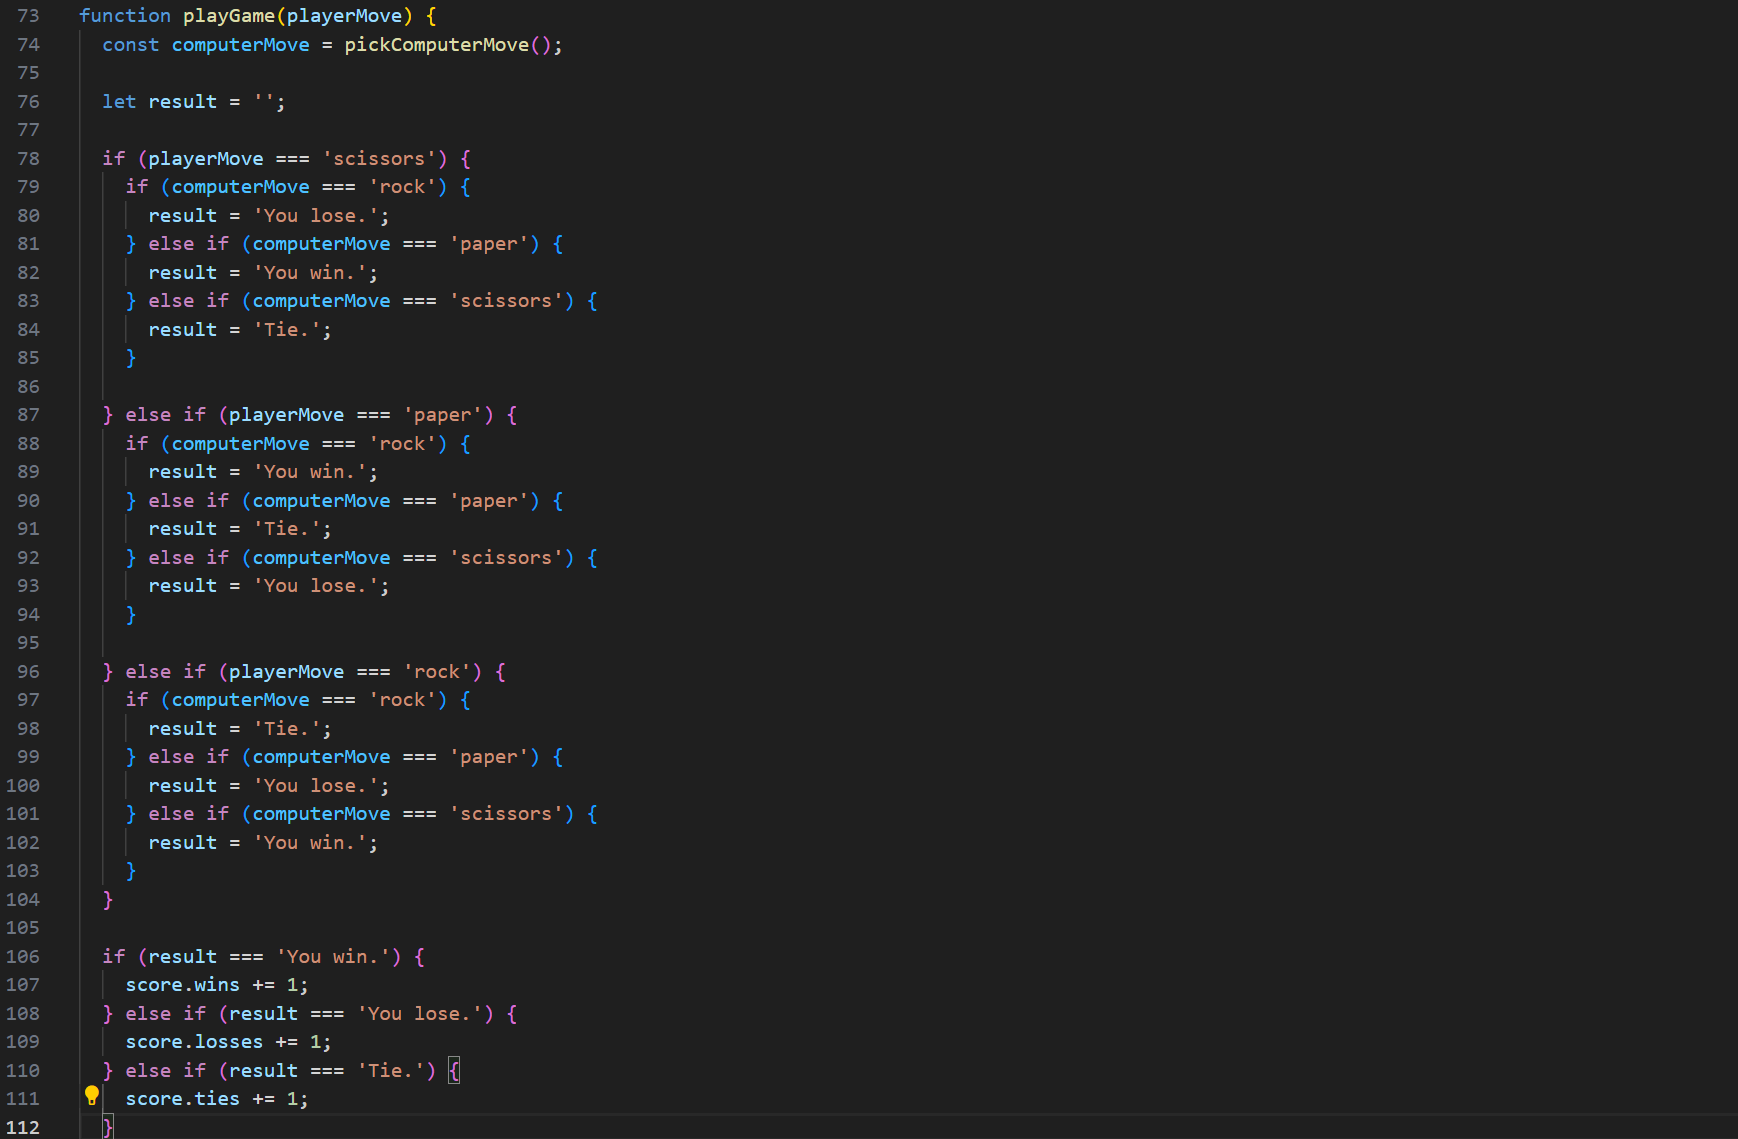 73 function playGame(playerMove) {
74 const computerMove = pickComputerMove();
75
76 let result = '';
77
78 if (playerMove === 'scissors') {
79 if (computerMove === 'rock') {
80 result = 'You lose.';
81 } else if (computerMove === 'paper') {
82 result = 'You win.';
83 } else if (computerMove === 'scissors') {
84 result = 'Tie.';
85 }
86
87 } else if (playerMove === 'paper') {
88 if (computerMove === 'rock') {
89 result = 'You win.';
90 } else if (computerMove === 'paper') {
91 result = 'Tie.';
92 } else if (computerMove === 'scissors') {
93 result = 'You lose.';
94 }
95
96 } else if (playerMove === 'rock') {
97 if (computerMove === 'rock') {
98 result = 'Tie.';
99 } else if (computerMove === 'paper') {
100 result = 'You lose.';
101 } else if (computerMove === 'scissors') {
102 result = 'You win.';
103 }
104 }
105
106 if (result === 'You win.') {
107 score.wins += 1;
108 } else if (result === 'You lose.') {
109 score.losses += 1;
110 } else if (result === 'Tie.') {
111 score.ties += 1;
112 }